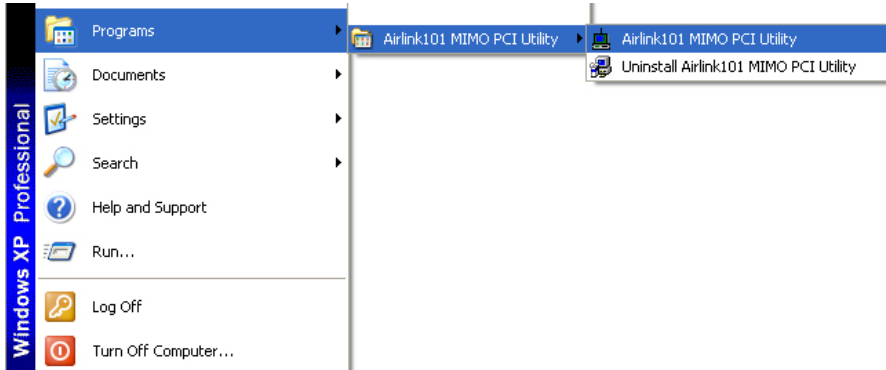 Windows XP Professional
Programs
Documents
Settings
Search
Help and Support
Run...
Log Off
Turn Off Computer...
Airlink101 MIMO PCI Utility
Airlink101 MIMO PCI Utility
Uninstall Airlink101 MIMO PCI Utility